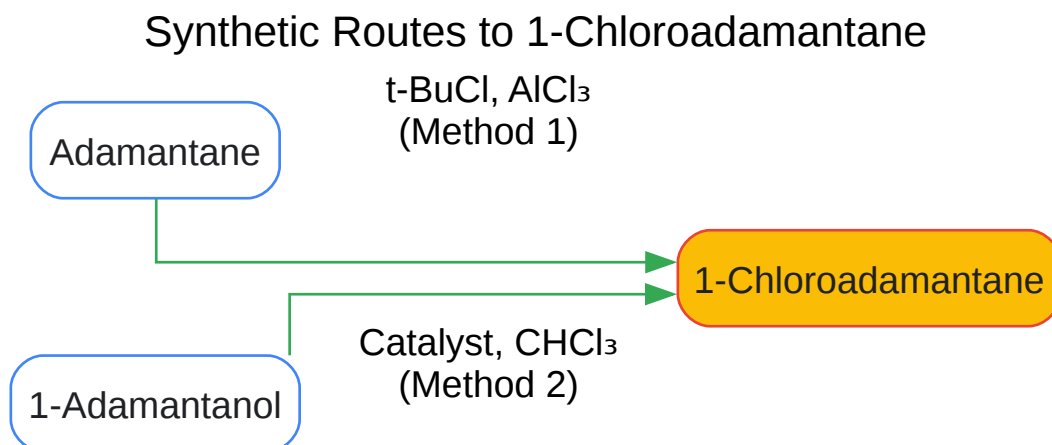 Synthetic Routes to 1-Chloroadamantane
t-BuCl, AlCl₃
(Method 1)
Adamantane
1-Chloroadamantane
Catalyst, CHCl₃
(Method 2)
1-Adamantanol